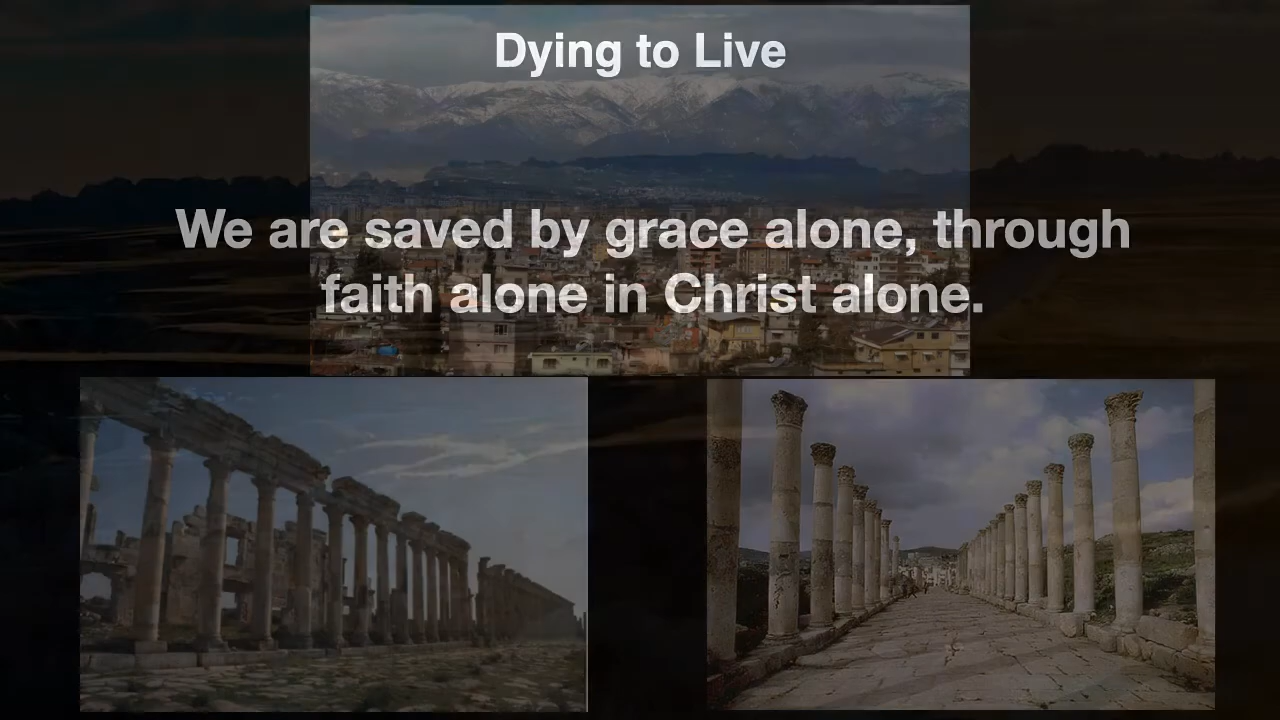 Dying to Live
We are saved by grace alone, through
faith alone in Christ alone.